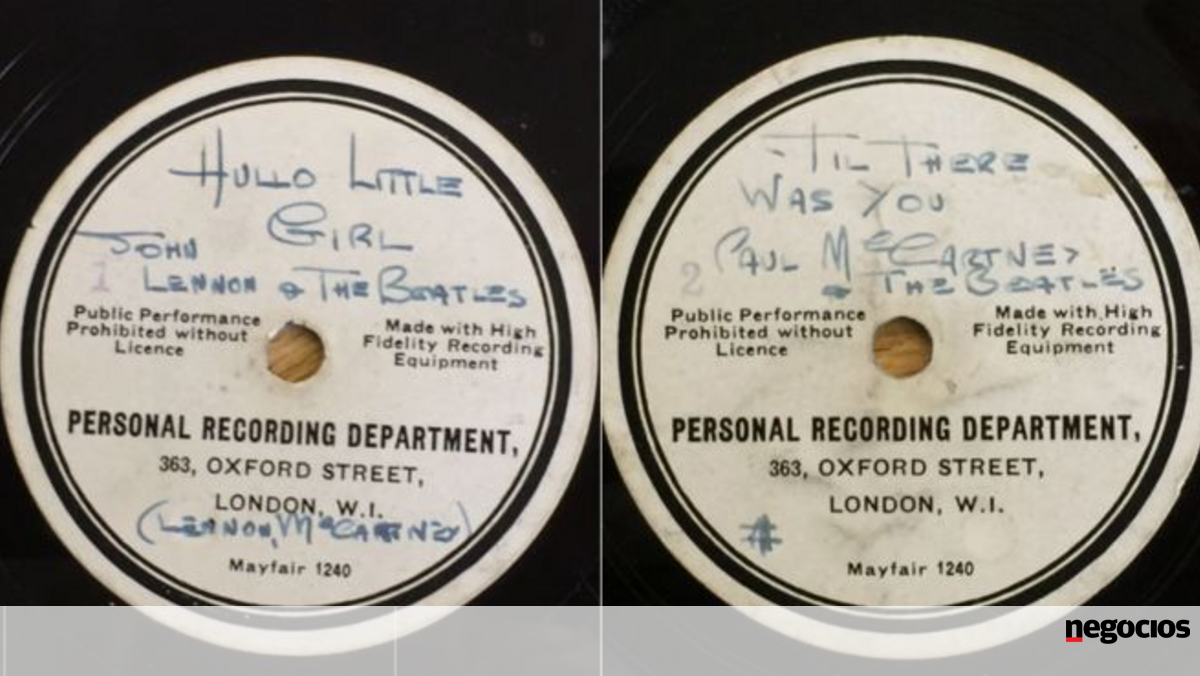 HULLO LITTLE
GIRL
JOHN
LENNON & THE BEATLES
1
Public Performance
Prohibited without
Licence
Made with High
Fidelity Recording
Equipment
PERSONAL RECORDING DEPARTMENT,
363, OXFORD STREET,
LONDON, W.I.
(LENNON, McCARTNEY)
Mayfair 1240
'TIL THERE
WAS YOU
PAUL McCARTNEY
& THE BEATLES
2
Public Performance
Prohibited without
Licence
Made with High
Fidelity Recording
Equipment
PERSONAL RECORDING DEPARTMENT,
363, OXFORD STREET,
LONDON, W.I.
#
Mayfair 1240
negocios